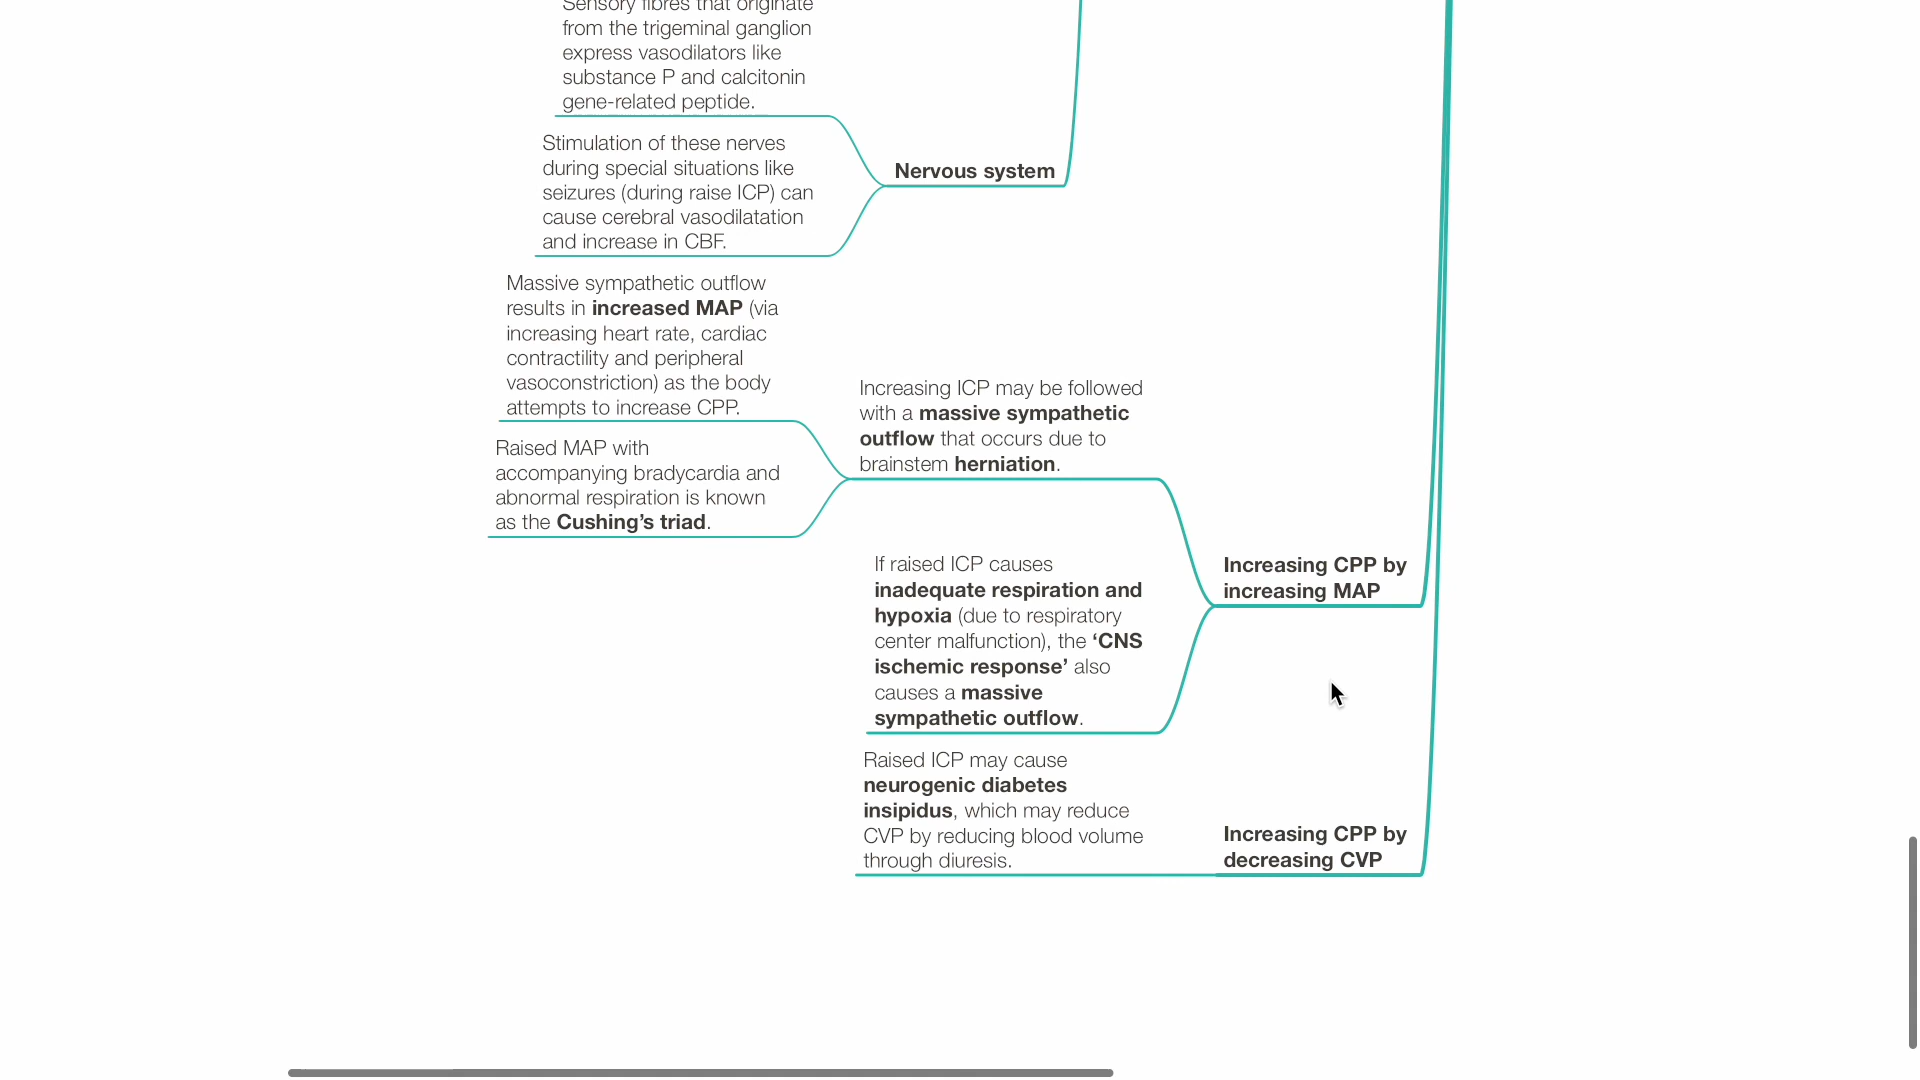 Sensory fibres that originate
from the trigeminal ganglion
express vasodilators like
substance P and calcitonin
gene-related peptide.
Stimulation of these nerves
during special situations like
seizures (during raise ICP) can
cause cerebral vasodilatation
and increase in CBF.
Nervous system
Massive sympathetic outflow
results in increased MAP (via
increasing heart rate, cardiac
contractility and peripheral
vasoconstriction) as the body
attempts to increase CPP.
Raised MAP with
accompanying bradycardia and
abnormal respiration is known
as the Cushing’s triad.
Increasing ICP may be followed
with a massive sympathetic
outflow that occurs due to
brainstem herniation.
If raised ICP causes
inadequate respiration and
hypoxia (due to respiratory
center malfunction), the ‘CNS
ischemic response’ also
causes a massive
sympathetic outflow.
Increasing CPP by
increasing MAP
Raised ICP may cause
neurogenic diabetes
insipidus, which may reduce
CVP by reducing blood volume
through diuresis.
Increasing CPP by
decreasing CVP